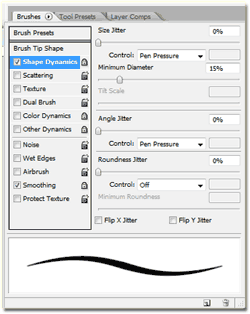 Brushes Tool Presets Layer Comps
Brush Presets
Brush Tip Shape
Shape Dynamics
Scattering
Texture
Dual Brush
Color Dynamics
Other Dynamics
Noise
Wet Edges
Airbrush
Smoothing
Protect Texture
Size Jitter 0%
Control: Pen Pressure
Minimum Diameter 15%
Tilt Scale
Angle Jitter 0%
Control: Pen Pressure
Roundness Jitter 0%
Control: Off
Minimum Roundness
Flip X Jitter Flip Y Jitter